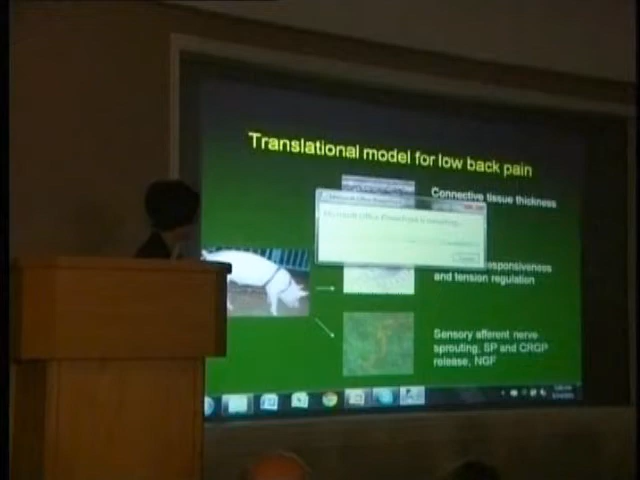 Translational model for low back pain
Connective tissue thickness
responsiveness
and tension regulation
Sensory afferent nerve
sprouting, SP and CRGP
release, NGF